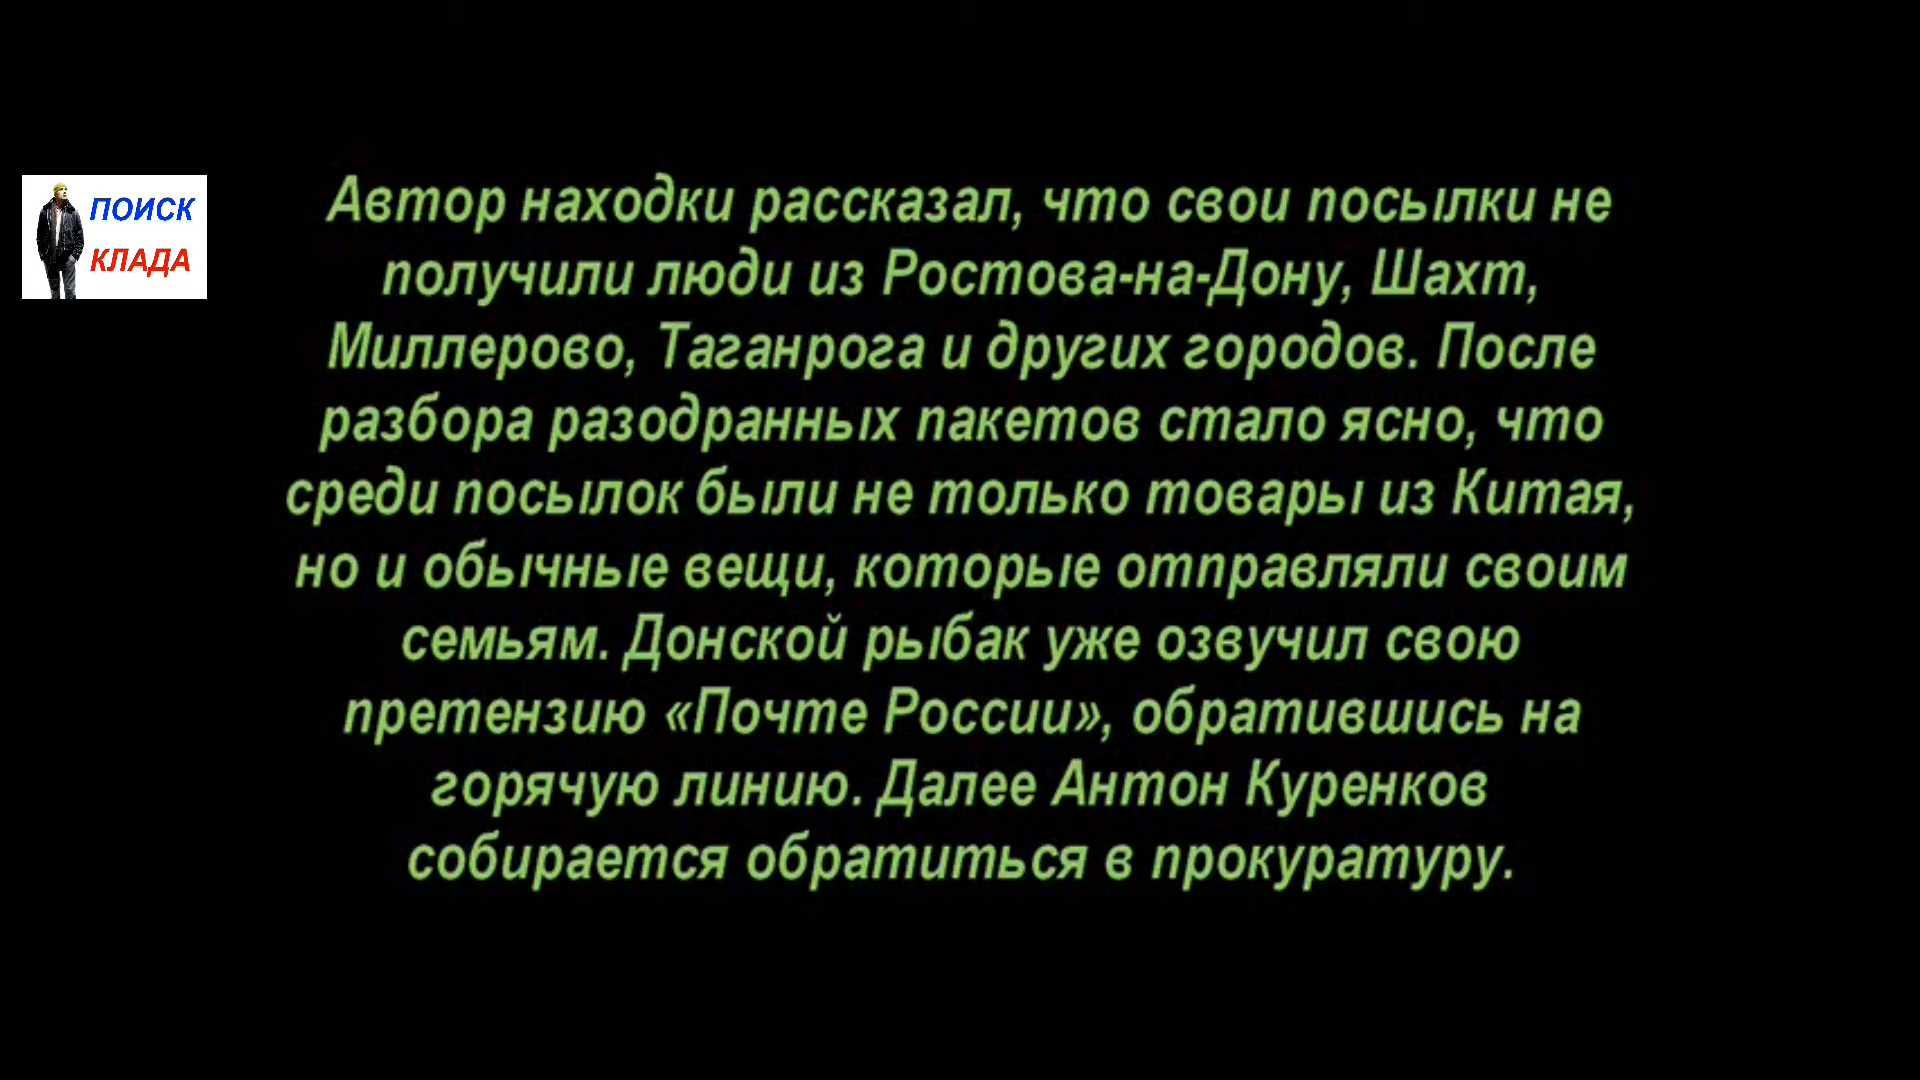 ПОИСК
КЛАДА
Автор находки рассказал, что свои посылки не
получили люди из Ростова-на-Дону, Шахт,
Миллерово, Таганрога и других городов. После
разбора разодранных пакетов стало ясно, что
среди посылок были не только товары из Китая,
но и обычные вещи, которые отправляли своим
семьям. Донской рыбак уже озвучил свою
претензию «Почте России», обратившись на
горячую линию. Далее Антон Куренков
собирается обратиться в прокуратуру.